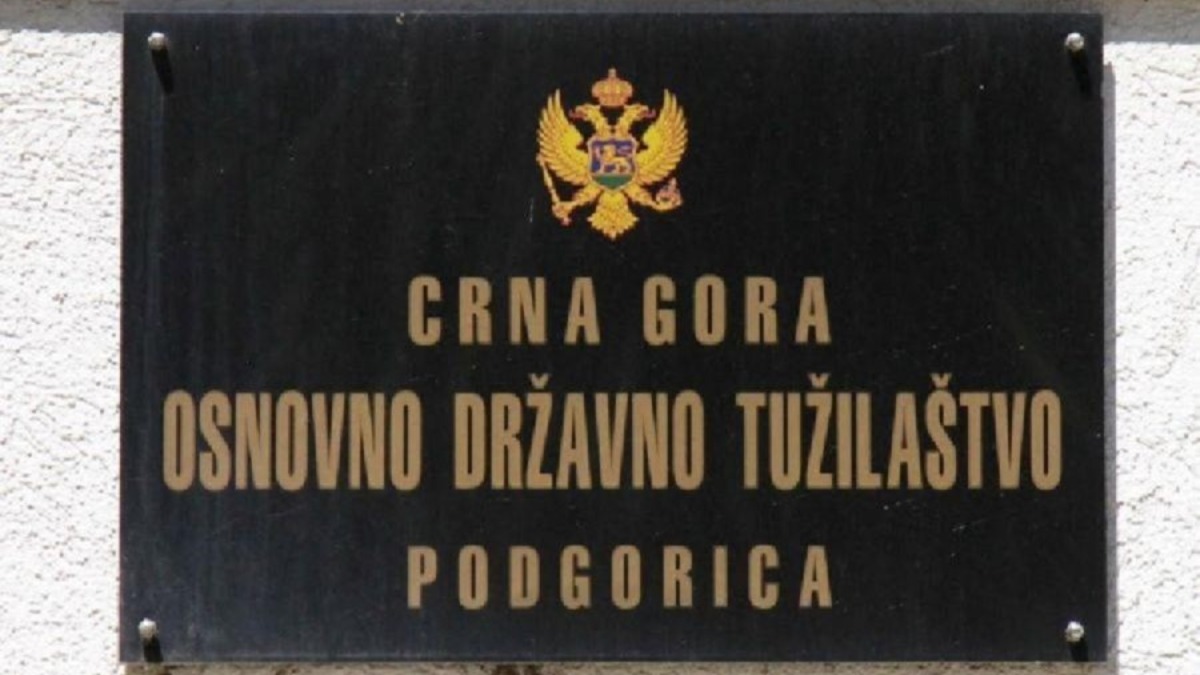 CRNA GORA
OSNOVNO DRŽAVNO TUŽILAŠTVO
PODGORICA